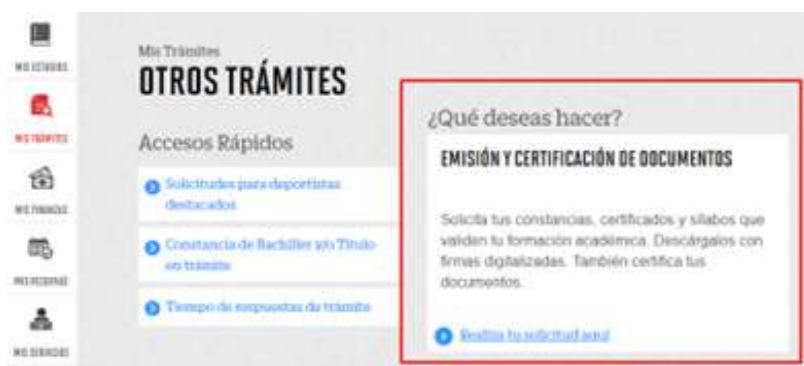 MIS ESTUDIOS
MIS TRÁMITES
MIS FINANZAS
MIS RESERVAS
MIS SERVICIOS
Mis Trámites
OTROS TRÁMITES
Accesos Rápidos
Solicitudes para deportistas
destacados
Constancia de Bachiller y/o Título
en trámite
Tiempo de respuestas de trámite
¿Qué deseas hacer?
EMISIÓN Y CERTIFICACIÓN DE DOCUMENTOS
Solicita tus constancias, certificados y sílabos que
validen tu formación académica. Descárgalos con
firmas digitalizadas. También certifica tus
documentos.
Realiza tu solicitud aquí